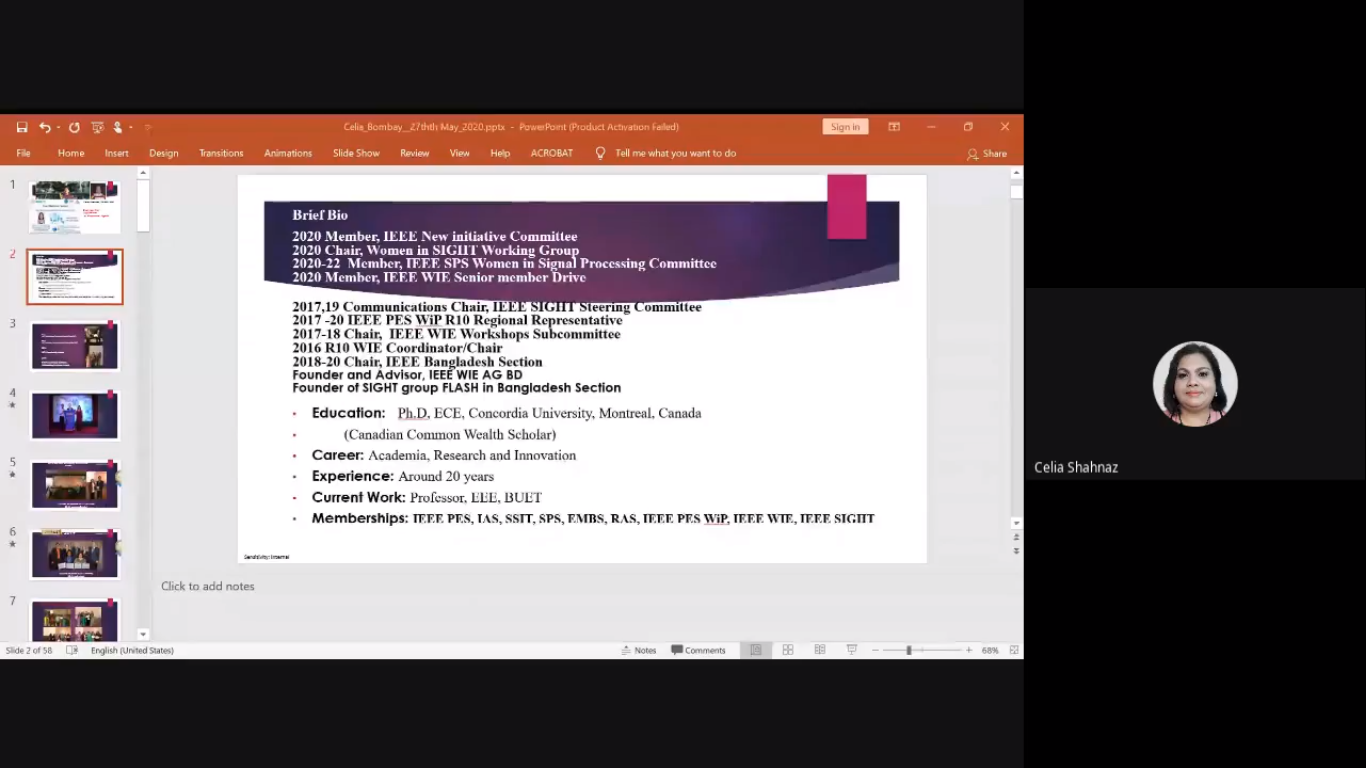 Celia_Bombay__27thth May_2020.pptx - PowerPoint (Product Activation Failed)
Sign in
File Home Insert Design Transitions Animations Slide Show Review View Help ACROBAT Tell me what you want to do
Share
1
2
3
4
5
6
7
Brief Bio
2020 Member, IEEE New initiative Committee
2020 Chair, Women in SIGHT Working Group
2020-22 Member, IEEE SPS Women in Signal Processing Committee
2020 Member, IEEE WIE Senior member Drive
2017,19 Communications Chair, IEEE SIGHT Steering Committee
2017 -20 IEEE PES WiP R10 Regional Representative
2017-18 Chair, IEEE WIE Workshops Subcommittee
2016 R10 WIE Coordinator/Chair
2018-20 Chair, IEEE Bangladesh Section
Founder and Advisor, IEEE WIE AG BD
Founder of SIGHT group FLASH in Bangladesh Section
• Education: Ph.D, ECE, Concordia University, Montreal, Canada
• (Canadian Common Wealth Scholar)
• Career: Academia, Research and Innovation
• Experience: Around 20 years
• Current Work: Professor, EEE, BUET
• Memberships: IEEE PES, IAS, SSIT, SPS, EMBS, RAS, IEEE PES WiP, IEEE WIE, IEEE SIGHT
Sensitivity: Internal
Click to add notes
Slide 2 of 58 English (United States) Notes Comments 68%
Celia Shahnaz